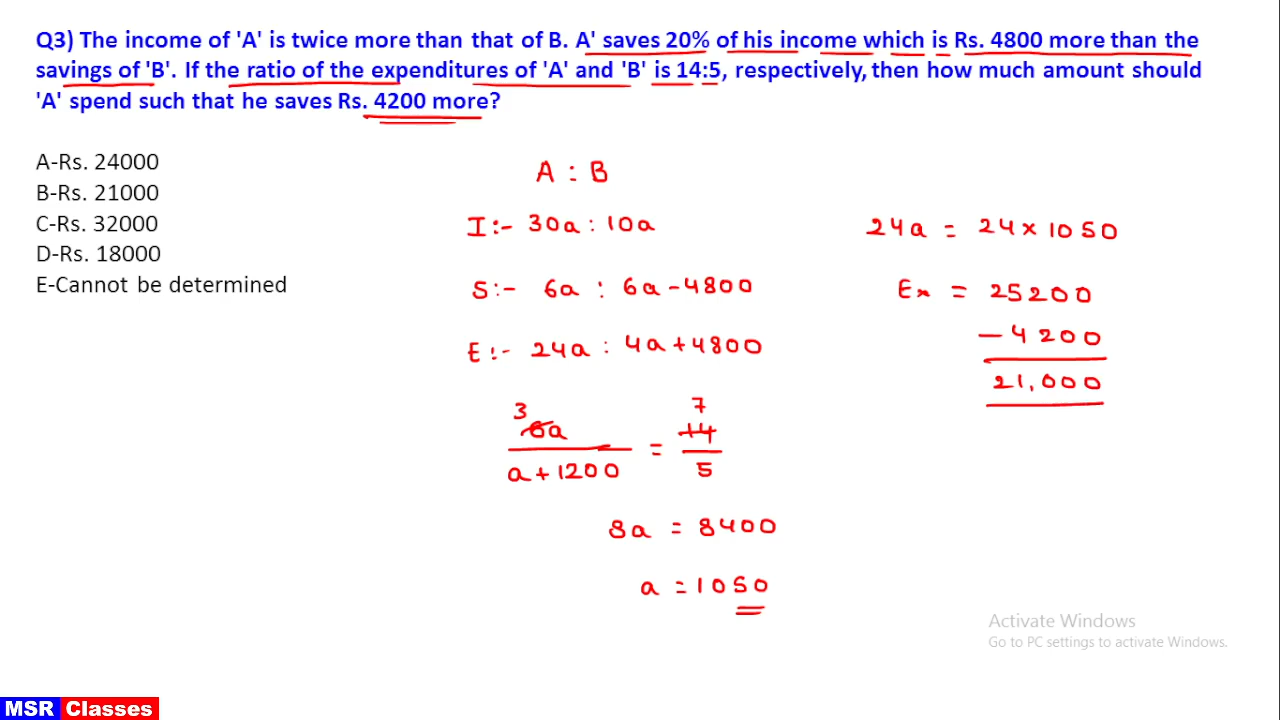 Q3) The income of 'A' is twice more than that of B. A' saves 20% of his income which is Rs. 4800 more than the
savings of 'B'. If the ratio of the expenditures of 'A' and 'B' is 14:5, respectively, then how much amount should
'A' spend such that he saves Rs. 4200 more?
A-Rs. 24000
B-Rs. 21000
C-Rs. 32000
D-Rs. 18000
E-Cannot be determined
A : B
I :- 30a : 10a
S :- 6a : 6a - 4800
E :- 24a : 4a + 4800
3 7
6a / a + 1200 = 14 / 5
8a = 8400
a = 1050
24a = 24 × 1050
Ex = 25200
- 4200
21,000
Activate Windows
Go to PC settings to activate Windows.
MSR Classes